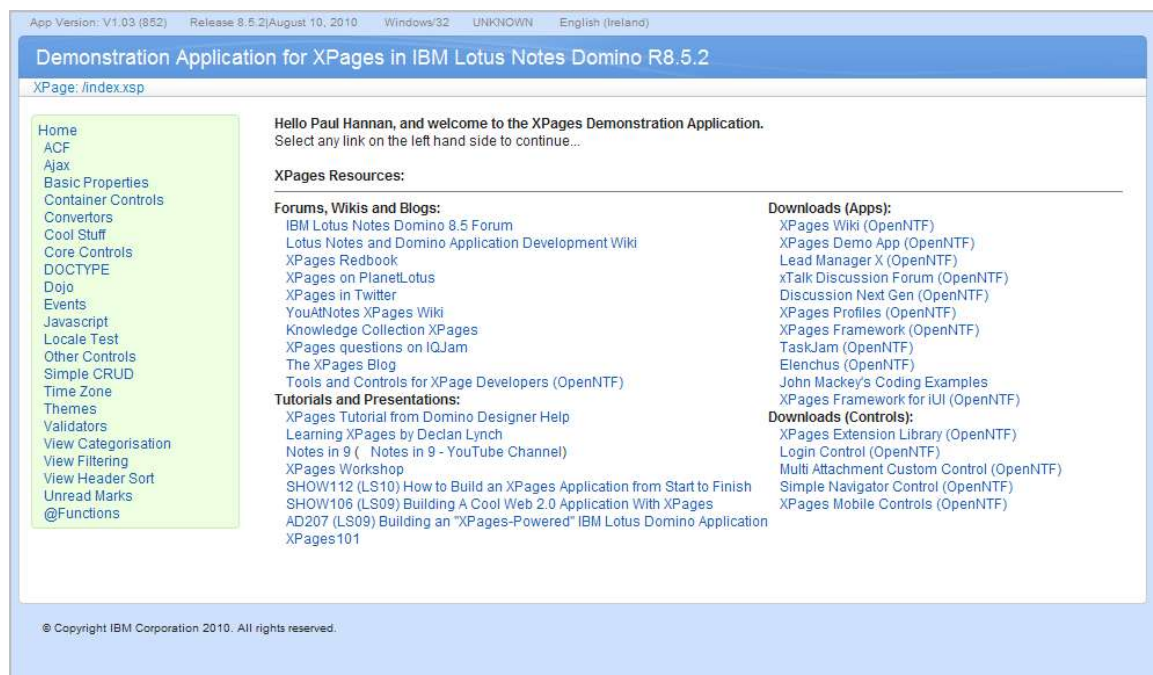 App Version: V1.03 (852) Release 8.5.2|August 10, 2010 Windows/32 UNKNOWN English (Ireland)
Demonstration Application for XPages in IBM Lotus Notes Domino R8.5.2
XPage: /index.xsp
Home
ACF
Ajax
Basic Properties
Container Controls
Convertors
Cool Stuff
Core Controls
DOCTYPE
Dojo
Events
Javascript
Locale Test
Other Controls
Simple CRUD
Time Zone
Themes
Validators
View Categorisation
View Filtering
View Header Sort
Unread Marks
@Functions
Hello Paul Hannan, and welcome to the XPages Demonstration Application.
Select any link on the left hand side to continue...
XPages Resources:
Forums, Wikis and Blogs:
IBM Lotus Notes Domino 8.5 Forum
Lotus Notes and Domino Application Development Wiki
XPages Redbook
XPages on PlanetLotus
XPages in Twitter
YouAtNotes XPages Wiki
Knowledge Collection XPages
XPages questions on IQJam
The XPages Blog
Tools and Controls for XPage Developers (OpenNTF)
Tutorials and Presentations:
XPages Tutorial from Domino Designer Help
Learning XPages by Declan Lynch
Notes in 9 ( Notes in 9 - YouTube Channel)
XPages Workshop
SHOW112 (LS10) How to Build an XPages Application from Start to Finish
SHOW106 (LS09) Building A Cool Web 2.0 Application With XPages
AD207 (LS09) Building an "XPages-Powered" IBM Lotus Domino Application
XPages101
Downloads (Apps):
XPages Wiki (OpenNTF)
XPages Demo App (OpenNTF)
Lead Manager X (OpenNTF)
xTalk Discussion Forum (OpenNTF)
Discussion Next Gen (OpenNTF)
XPages Profiles (OpenNTF)
XPages Framework (OpenNTF)
TaskJam (OpenNTF)
Elenchus (OpenNTF)
John Mackey's Coding Examples
XPages Framework for iUI (OpenNTF)
Downloads (Controls):
XPages Extension Library (OpenNTF)
Login Control (OpenNTF)
Multi Attachment Custom Control (OpenNTF)
Simple Navigator Control (OpenNTF)
XPages Mobile Controls (OpenNTF)
© Copyright IBM Corporation 2010. All rights reserved.